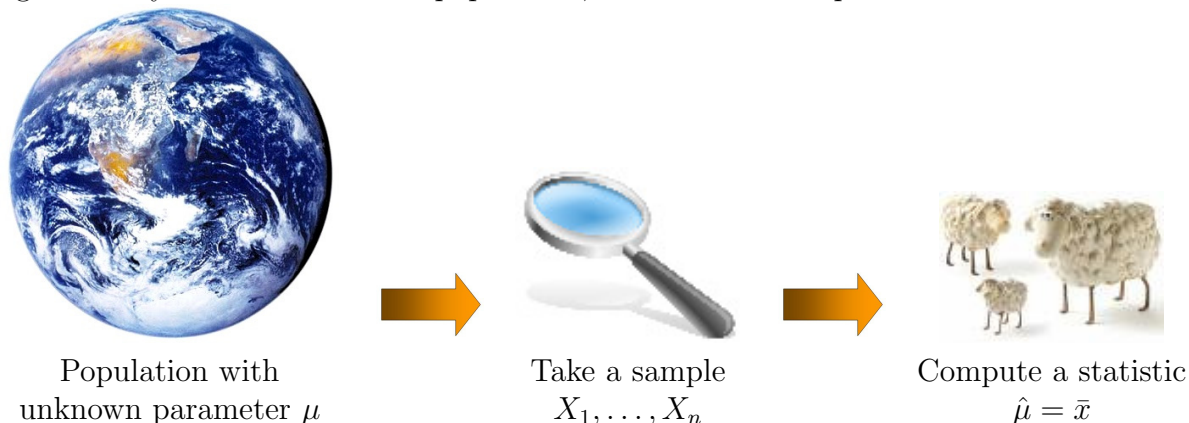 Population with
unknown parameter μ
Take a sample
X₁, . . . , Xₙ
Compute a statistic
μ̂ = x̄